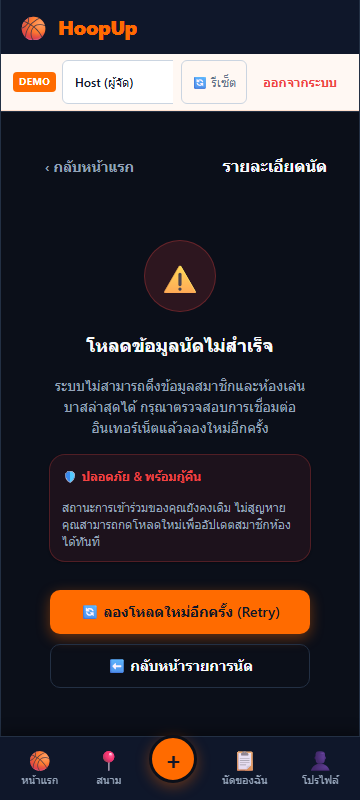 HoopUp
DEMO
Host (ผู้จัด)
รีเซ็ต
ออกจากระบบ
‹ กลับหน้าแรก
รายละเอียดนัด
โหลดข้อมูลนัดไม่สำเร็จ
ระบบไม่สามารถดึงข้อมูลสมาชิกและห้องเล่น
บาสล่าสุดได้ กรุณาตรวจสอบการเชื่อมต่อ
อินเทอร์เน็ตแล้วลองใหม่อีกครั้ง
ปลอดภัย & พร้อมกู้คืน
สถานะการเข้าร่วมของคุณยังคงเดิม ไม่สูญหาย
คุณสามารถกดโหลดใหม่เพื่ออัปเดตสมาชิกห้อง
ได้ทันที
ลองโหลดใหม่อีกครั้ง (Retry)
กลับหน้ารายการนัด
+
หน้าแรก
สนาม
นัดของฉัน
โปรไฟล์